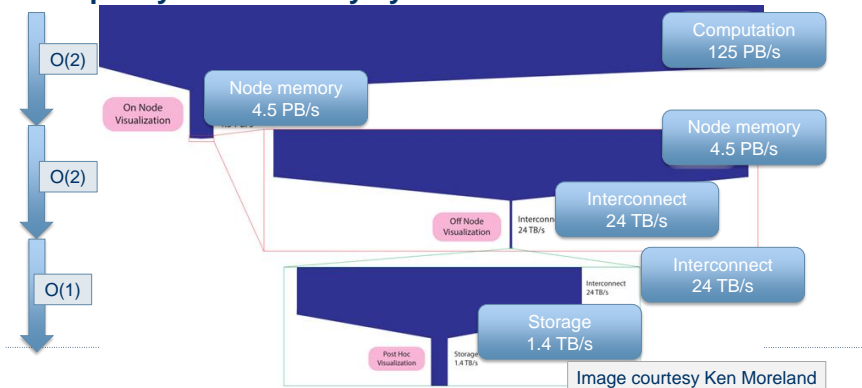 Computation
125 PB/s
O(2)
Node memory
4.5 PB/s
On Node
Visualization
Node memory
4.5 PB/s
O(2)
Interconnect
24 TB/s
Off Node
Visualization
24 TB/s
Interconnect
24 TB/s
Interconnect
24 TB/s
O(1)
Storage
1.4 TB/s
Post Hoc
Visualization
1.4 TB/s
Image courtesy Ken Moreland